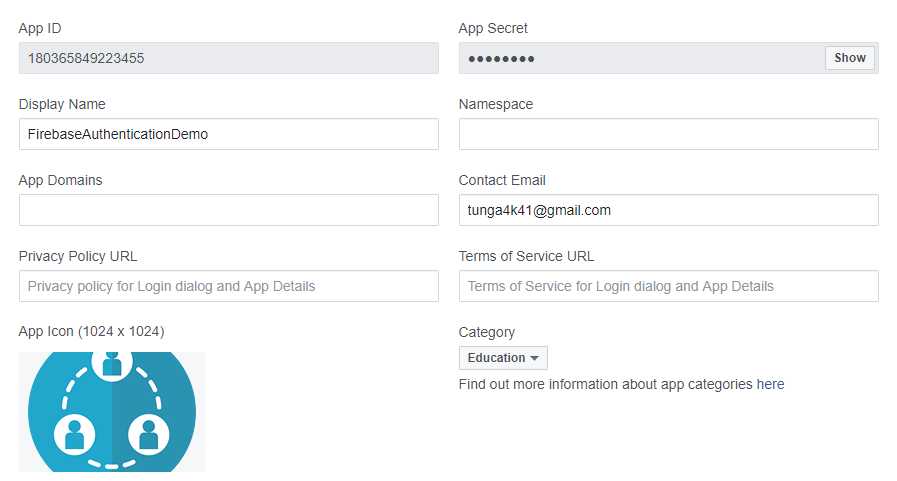 App ID
App Secret
180365849223455
●●●●●●●●
Show
Display Name
Namespace
FirebaseAuthenticationDemo
App Domains
Contact Email
tunga4k41@gmail.com
Privacy Policy URL
Terms of Service URL
Privacy policy for Login dialog and App Details
Terms of Service for Login dialog and App Details
App Icon (1024 x 1024)
Category
Education
Find out more information about app categories here